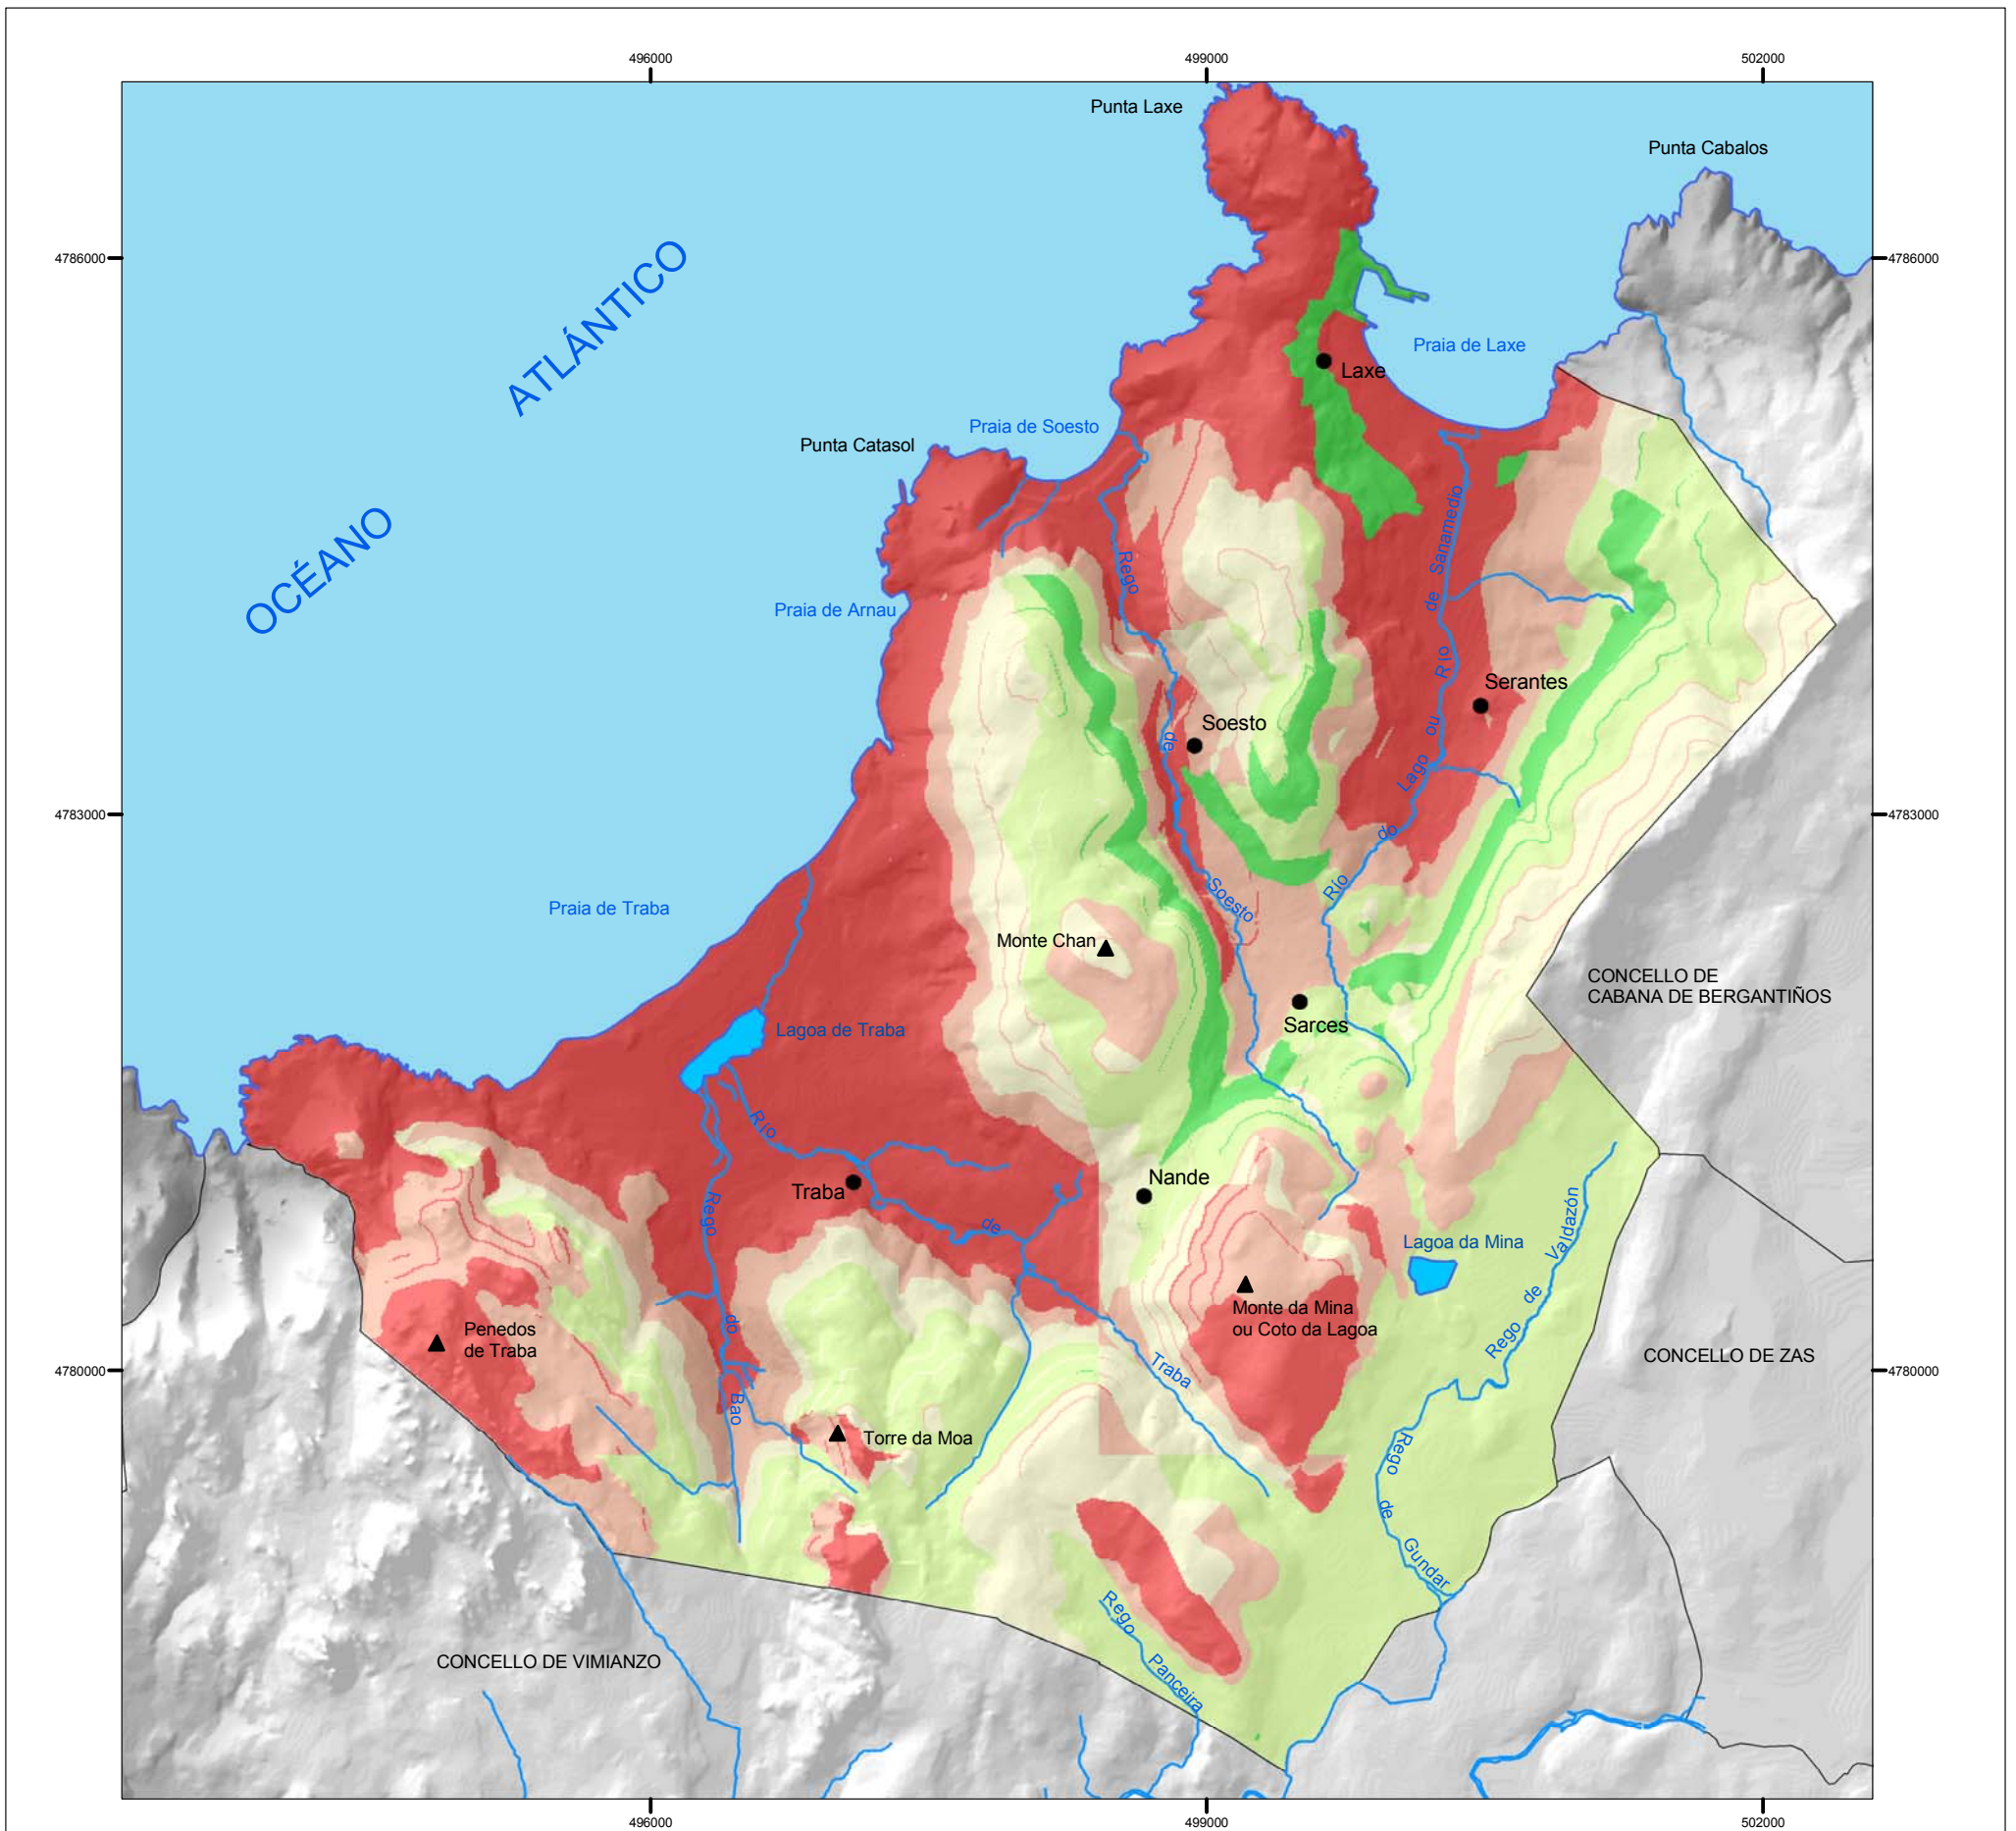 496000
499000
502000
Punta Laxe
Punta Cabalos
4786000
4786000
OCÉANO
ATLÁNTICO
Praia de Laxe
Laxe
Praia de Soesto
Punta Catasol
Praia de Arnau
Rego
de
Soesto
Río
do
Lago
ou
Río
de
Sanamedio
Serantes
Soesto
4783000
4783000
Praia de Traba
Monte Chan
CONCELLO DE
CABANA DE BERGANTIÑOS
Sarces
Lagoa de Traba
Río
de
Traba
Traba
Nande
Rego
do
Bao
Lagoa da Mina
Rego
de
Valdazón
Monte da Mina
ou Coto da Lagoa
Penedos
de Traba
CONCELLO DE ZAS
4780000
4780000
Torre da Moa
Rego
de
Gundar
Rego
Panceira
CONCELLO DE VIMIANZO
496000
499000
502000